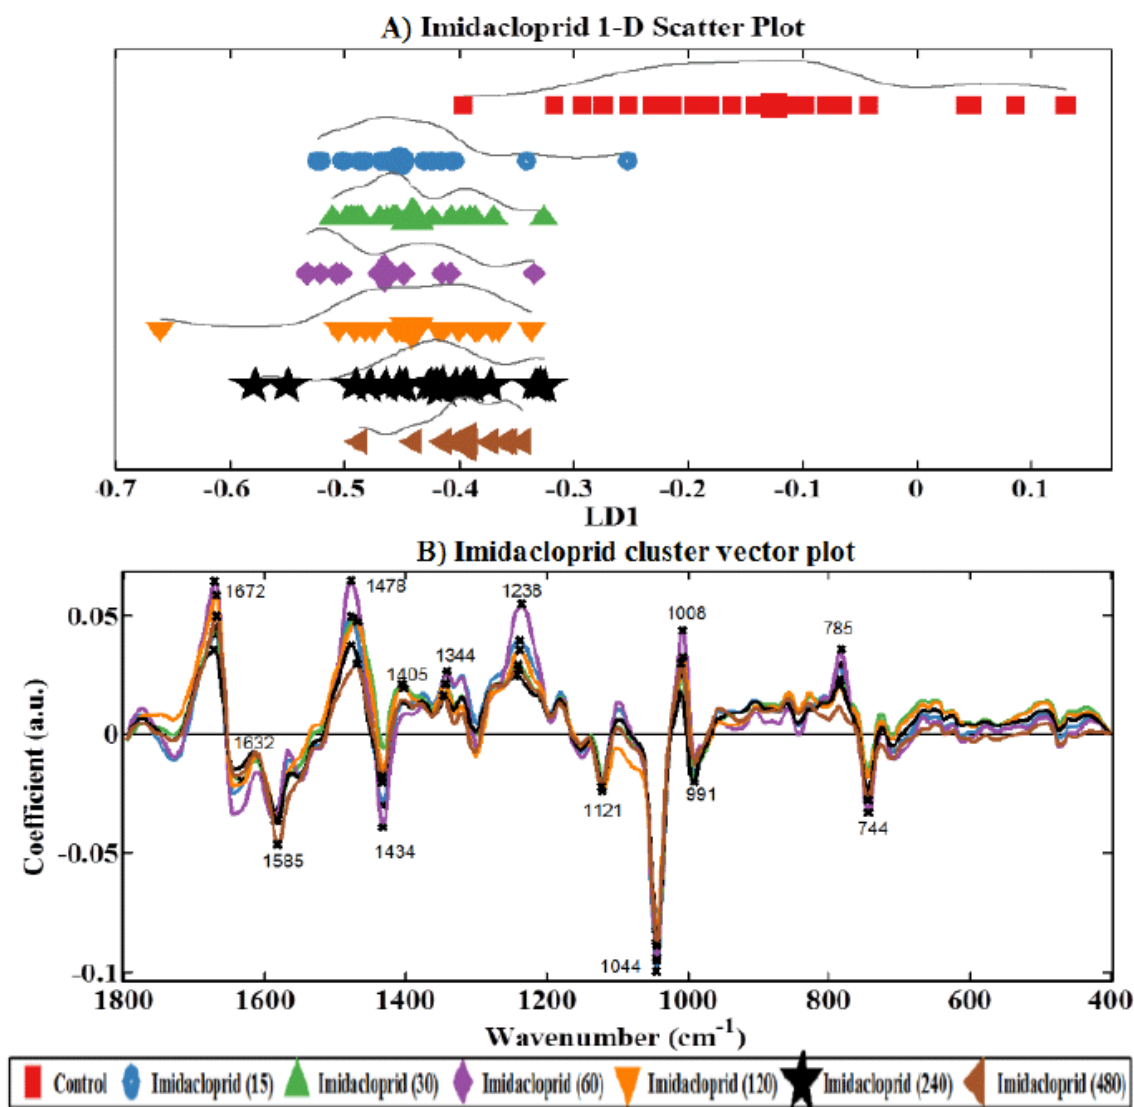 A) Imidacloprid 1-D Scatter Plot
-0.7 -0.6 -0.5 -0.4 -0.3 -0.2 -0.1 0 0.1
LD1
B) Imidacloprid cluster vector plot
Coefficient (a.u.)
0.05
0
-0.05
-0.1
1672
1478
1238
1008
785
1405
1344
1632
1585
1434
1121
991
744
1044
1800 1600 1400 1200 1000 800 600 400
Wavenumber (cm⁻¹)
Control Imidacloprid (15) Imidacloprid (30) Imidacloprid (60) Imidacloprid (120) Imidacloprid (240) Imidacloprid (480)